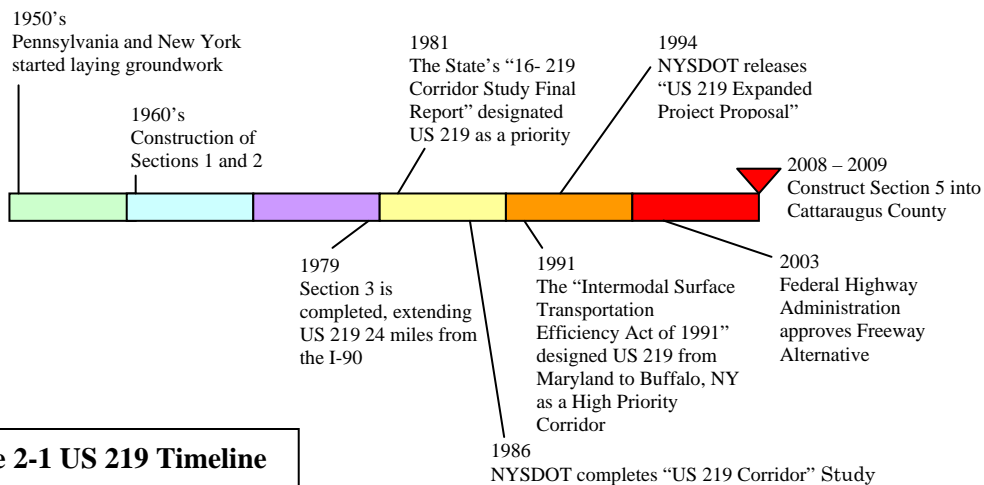 1950's
Pennsylvania and New York
started laying groundwork
1960's
Construction of
Sections 1 and 2
1981
The State's "16- 219
Corridor Study Final
Report" designated
US 219 as a priority
1994
NYSDOT releases
"US 219 Expanded
Project Proposal"
2008 – 2009
Construct Section 5 into
Cattaraugus County
1979
Section 3 is
completed, extending
US 219 24 miles from
the I-90
1991
The "Intermodal Surface
Transportation
Efficiency Act of 1991"
designed US 219 from
Maryland to Buffalo, NY
as a High Priority
Corridor
2003
Federal Highway
Administration
approves Freeway
Alternative
1986
NYSDOT completes "US 219 Corridor" Study
e 2-1 US 219 Timeline